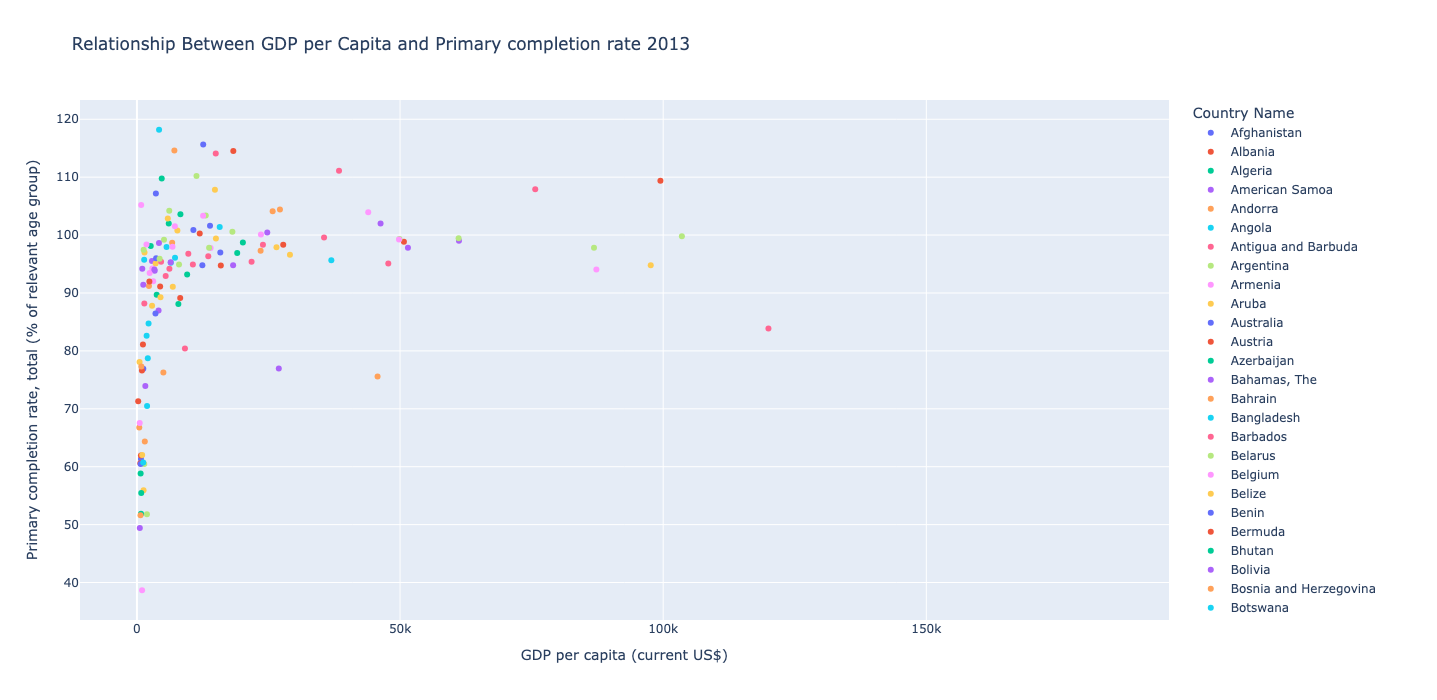 Relationship Between GDP per Capita and Primary completion rate 2013
Primary completion rate, total (% of relevant age group)
120
110
100
90
80
70
60
50
40
0
50k
100k
150k
GDP per capita (current US$)
Country Name
Afghanistan
Albania
Algeria
American Samoa
Andorra
Angola
Antigua and Barbuda
Argentina
Armenia
Aruba
Australia
Austria
Azerbaijan
Bahamas, The
Bahrain
Bangladesh
Barbados
Belarus
Belgium
Belize
Benin
Bermuda
Bhutan
Bolivia
Bosnia and Herzegovina
Botswana